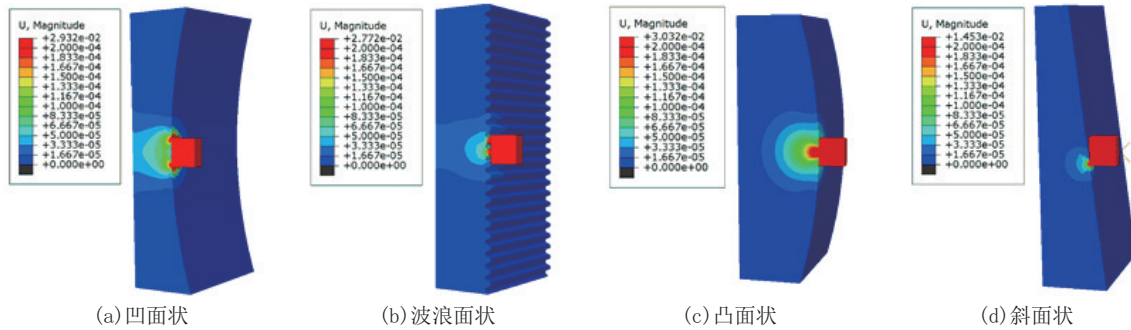 U, Magnitude
+2.932e-02
+2.000e-04
+1.833e-04
+1.667e-04
+1.500e-04
+1.333e-04
+1.167e-04
+1.000e-04
+8.333e-05
+6.667e-05
+5.000e-05
+3.333e-05
+1.667e-05
+0.000e+00
(a)凹面状
U, Magnitude
+2.772e-02
+2.000e-04
+1.833e-04
+1.667e-04
+1.500e-04
+1.333e-04
+1.167e-04
+1.000e-04
+8.333e-05
+6.667e-05
+5.000e-05
+3.333e-05
+1.667e-05
+0.000e+00
(b)波浪面状
U, Magnitude
+3.032e-02
+2.000e-04
+1.833e-04
+1.667e-04
+1.500e-04
+1.333e-04
+1.167e-04
+1.000e-04
+8.333e-05
+6.667e-05
+5.000e-05
+3.333e-05
+1.667e-05
+0.000e+00
(c)凸面状
U, Magnitude
+1.453e-02
+2.000e-04
+1.833e-04
+1.667e-04
+1.500e-04
+1.333e-04
+1.167e-04
+1.000e-04
+8.333e-05
+6.667e-05
+5.000e-05
+3.333e-05
+1.667e-05
+0.000e+00
(d)斜面状